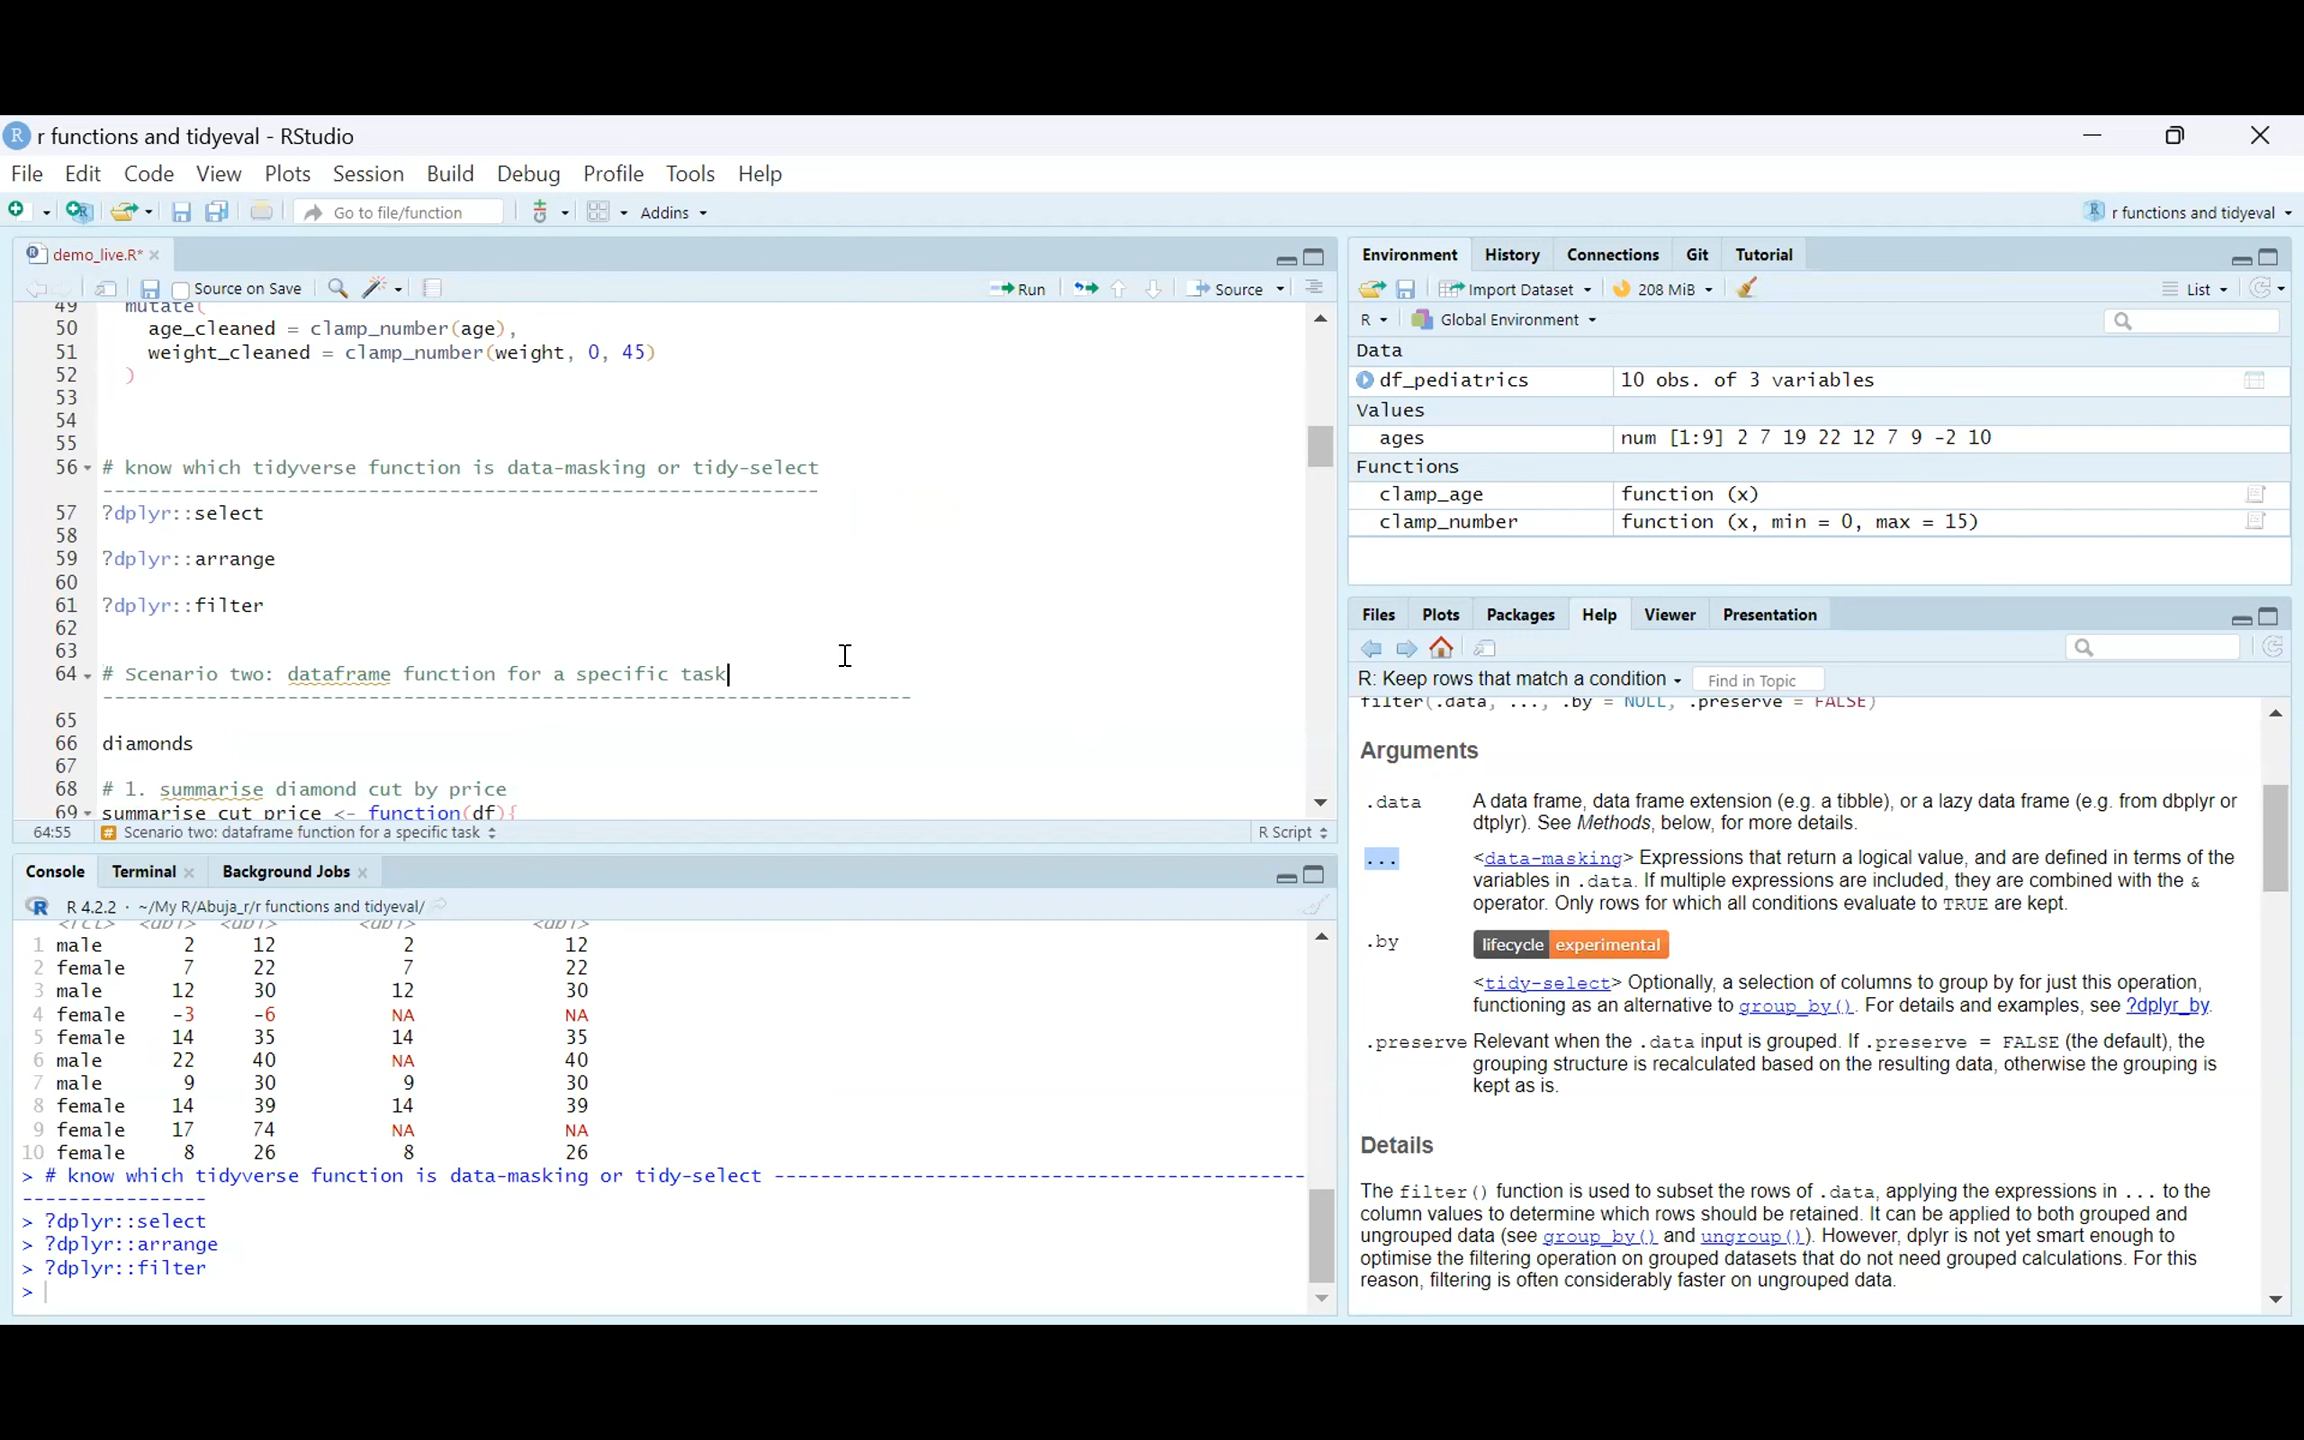 r functions and tidyeval - RStudio
File Edit Code View Plots Session Build Debug Profile Tools Help
Go to file/function Addins r functions and tidyeval
demo_live.R*
Source on Save Run Source
49 mutate(
50 age_cleaned = clamp_number(age),
51 weight_cleaned = clamp_number(weight, 0, 45)
52 )
53
54
55
56 # know which tidyverse function is data-masking or tidy-select
--------------------------------------------------------------
57 ?dplyr::select
58
59 ?dplyr::arrange
60
61 ?dplyr::filter
62
63
64 # Scenario two: dataframe function for a specific task
----------------------------------------------------------------------
65
66 diamonds
67
68 # 1. summarise diamond cut by price
69 summarise_cut_price <- function(df){
64:55 # Scenario two: dataframe function for a specific task R Script
Console Terminal Background Jobs
R 4.2.2 · ~/My R/Abuja_r/r functions and tidyeval/
<fct> <dbl> <dbl> <dbl> <dbl>
1 male 2 12 2 12
2 female 7 22 7 22
3 male 12 30 12 30
4 female -3 -6 NA NA
5 female 14 35 14 35
6 male 22 40 NA 40
7 male 9 30 9 30
8 female 14 39 14 39
9 female 17 74 NA NA
10 female 8 26 8 26
> # know which tidyverse function is data-masking or tidy-select ----------------------------------------------
---------------
> ?dplyr::select
> ?dplyr::arrange
> ?dplyr::filter
>
Environment History Connections Git Tutorial
Import Dataset 208 MiB List
R Global Environment
Data
df_pediatrics 10 obs. of 3 variables
Values
ages num [1:9] 2 7 19 22 12 7 9 -2 10
Functions
clamp_age function (x)
clamp_number function (x, min = 0, max = 15)
Files Plots Packages Help Viewer Presentation
R: Keep rows that match a condition Find in Topic
filter(.data, ..., .by = NULL, .preserve = FALSE)
Arguments
.data A data frame, data frame extension (e.g. a tibble), or a lazy data frame (e.g. from dbplyr or
dtplyr). See Methods, below, for more details.
... <data-masking> Expressions that return a logical value, and are defined in terms of the
variables in .data. If multiple expressions are included, they are combined with the &
operator. Only rows for which all conditions evaluate to TRUE are kept.
.by lifecycle experimental
<tidy-select> Optionally, a selection of columns to group by for just this operation,
functioning as an alternative to group_by(). For details and examples, see ?dplyr_by.
.preserve Relevant when the .data input is grouped. If .preserve = FALSE (the default), the
grouping structure is recalculated based on the resulting data, otherwise the grouping is
kept as is.
Details
The filter() function is used to subset the rows of .data, applying the expressions in ... to the
column values to determine which rows should be retained. It can be applied to both grouped and
ungrouped data (see group_by() and ungroup()). However, dplyr is not yet smart enough to
optimise the filtering operation on grouped datasets that do not need grouped calculations. For this
reason, filtering is often considerably faster on ungrouped data.